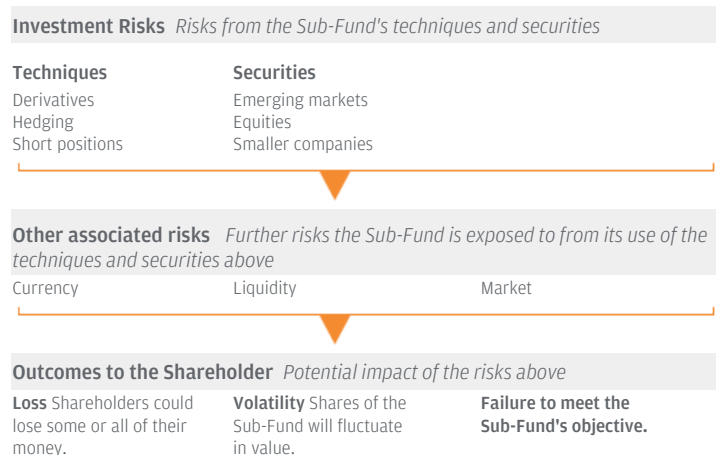 Investment Risks Risks from the Sub-Fund's techniques and securities
Techniques
Derivatives
Hedging
Short positions
Securities
Emerging markets
Equities
Smaller companies
Other associated risks Further risks the Sub-Fund is exposed to from its use of the
techniques and securities above
Currency
Liquidity
Market
Outcomes to the Shareholder Potential impact of the risks above
Loss Shareholders could
lose some or all of their
money.
Volatility Shares of the
Sub-Fund will fluctuate
in value.
Failure to meet the
Sub-Fund's objective.